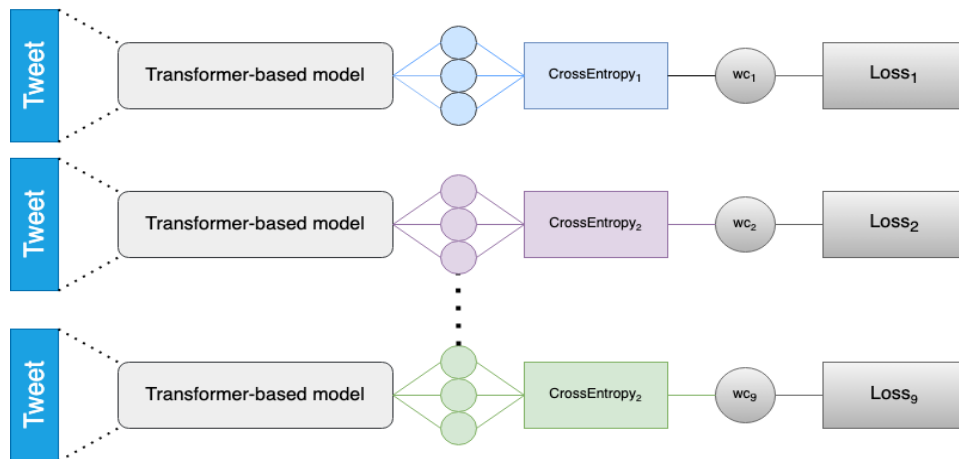 Tweet
Transformer-based model
CrossEntropy₁
wc₁
Loss₁
Tweet
Transformer-based model
CrossEntropy₂
wc₂
Loss₂
Tweet
Transformer-based model
CrossEntropy₂
wc₉
Loss₉